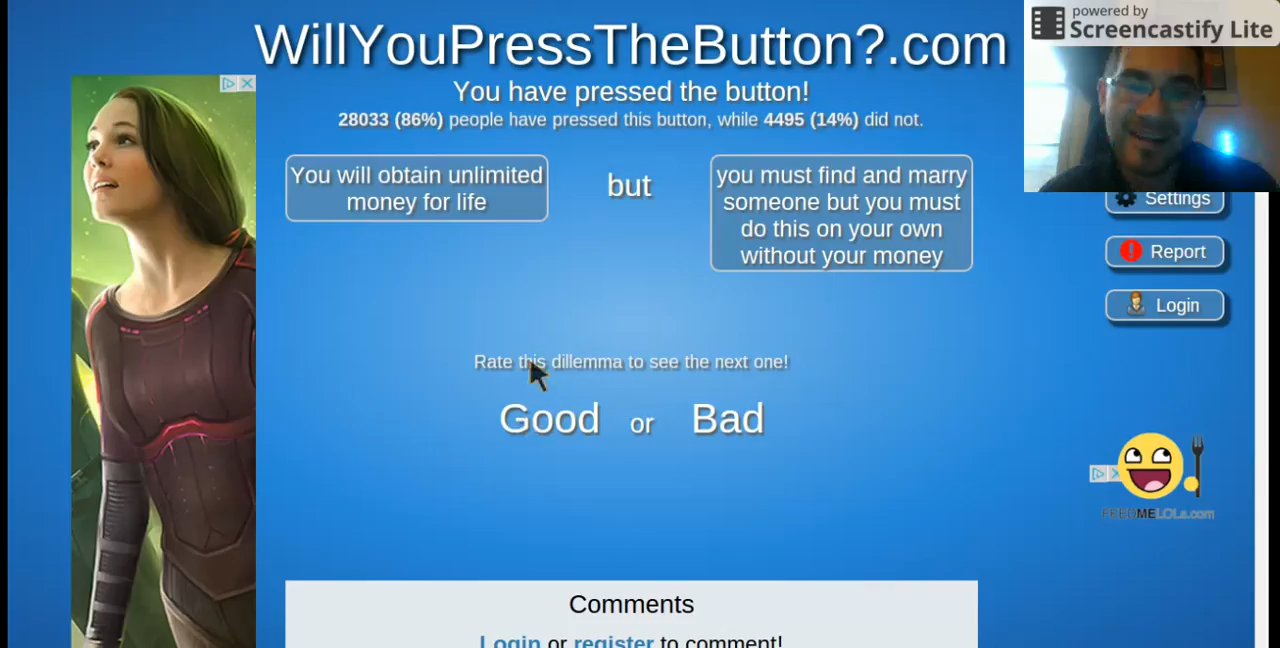 powered by
Screencastify Lite
WillYouPressTheButton?.com
You have pressed the button!
28033 (86%) people have pressed this button, while 4495 (14%) did not.
You will obtain unlimited
money for life
but
you must find and marry
someone but you must
do this on your own
without your money
Settings
Report
Login
Rate this dillemma to see the next one!
Good or Bad
FEEDMELOLs.com
Comments
Login or register to comment!